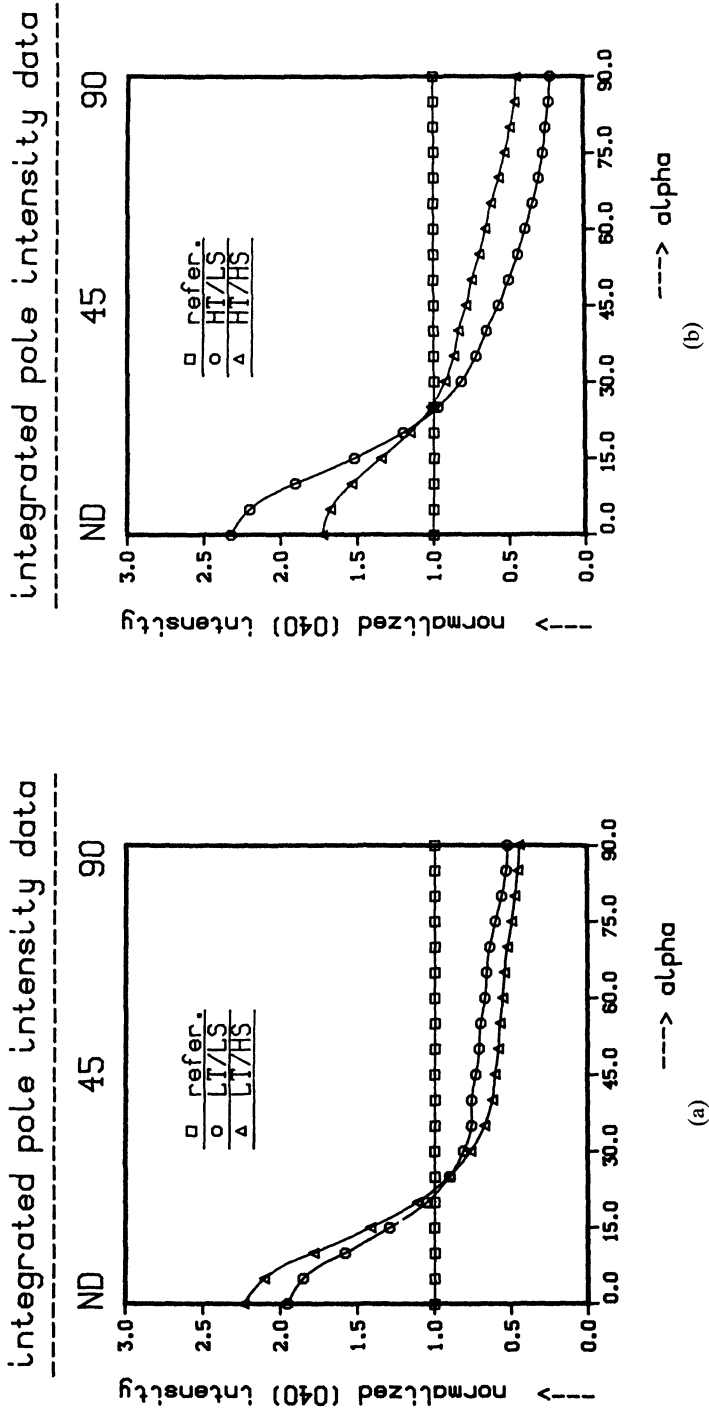 integrated pole intensity data
ND 45 90
refer.
LT/LS
LT/HS
3.0
2.5
2.0
1.5
1.0
0.5
0.0
0.0 15.0 30.0 45.0 60.0 75.0 90.0
---> normalized (040) intensity
---> alpha
(a)
integrated pole intensity data
ND 45 90
refer.
HT/LS
HT/HS
3.0
2.5
2.0
1.5
1.0
0.5
0.0
0.0 15.0 30.0 45.0 60.0 75.0 90.0
---> normalized (040) intensity
---> alpha
(b)